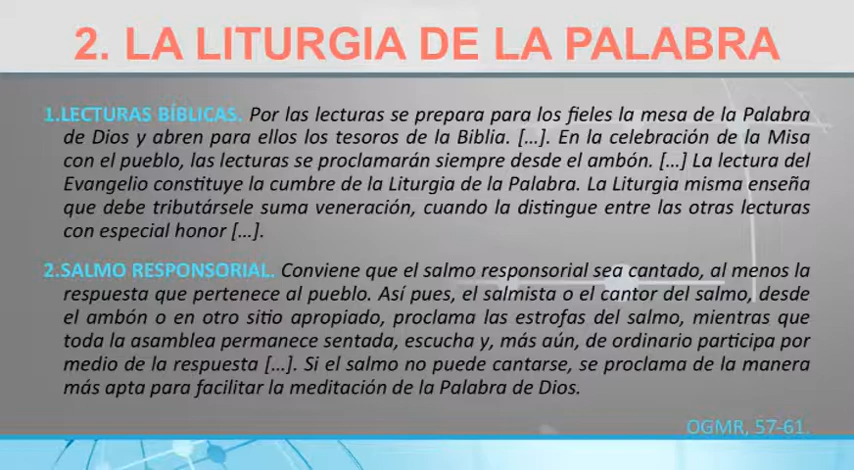 2. LA LITURGIA DE LA PALABRA
1.LECTURAS BÍBLICAS. Por las lecturas se prepara para los fieles la mesa de la Palabra
de Dios y abren para ellos los tesoros de la Biblia. [...]. En la celebración de la Misa
con el pueblo, las lecturas se proclamarán siempre desde el ambón. [...] La lectura del
Evangelio constituye la cumbre de la Liturgia de la Palabra. La Liturgia misma enseña
que debe tributársele suma veneración, cuando la distingue entre las otras lecturas
con especial honor [...].
2.SALMO RESPONSORIAL. Conviene que el salmo responsorial sea cantado, al menos la
respuesta que pertenece al pueblo. Así pues, el salmista o el cantor del salmo, desde
el ambón o en otro sitio apropiado, proclama las estrofas del salmo, mientras que
toda la asamblea permanece sentada, escucha y, más aún, de ordinario participa por
medio de la respuesta [...]. Si el salmo no puede cantarse, se proclama de la manera
más apta para facilitar la meditación de la Palabra de Dios.
OGMR, 57-61.